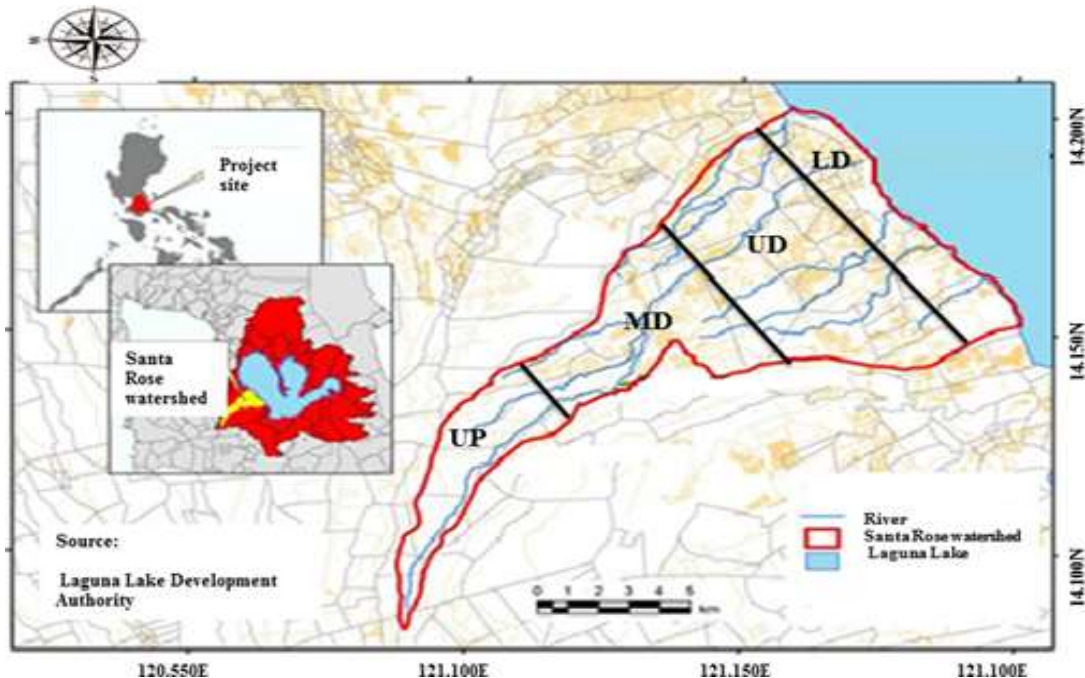 S
Project
site
Santa
Rose
watershed
LD
UD
MD
UP
14.200N
14.150N
14.100N
Source:
Laguna Lake Development
Authority
River
Santa Rose watershed
Laguna Lake
0 1 2 3 4 5
km
120.550E
121.100E
121.150E
121.100E